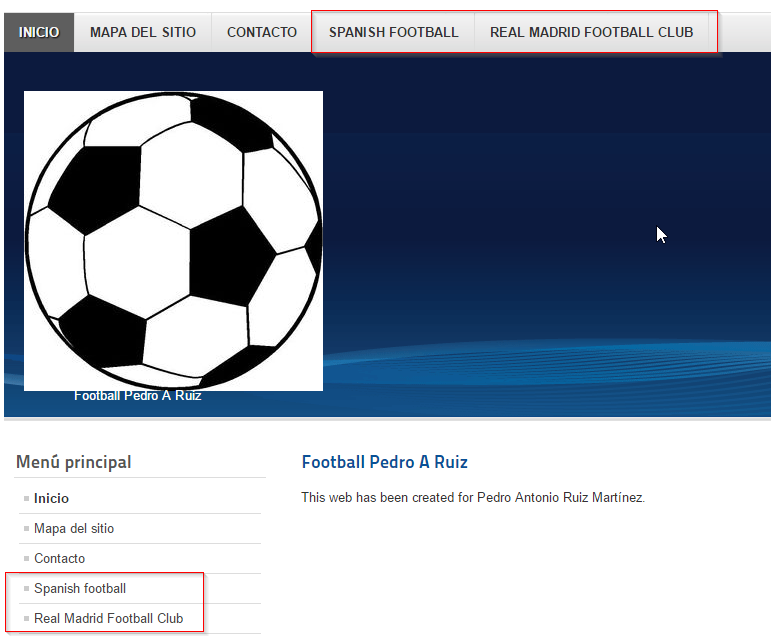 INICIO MAPA DEL SITIO CONTACTO SPANISH FOOTBALL REAL MADRID FOOTBALL CLUB
Football Pedro A Ruiz
Menú principal
Inicio
Mapa del sitio
Contacto
Spanish football
Real Madrid Football Club
Football Pedro A Ruiz
This web has been created for Pedro Antonio Ruiz Martínez.